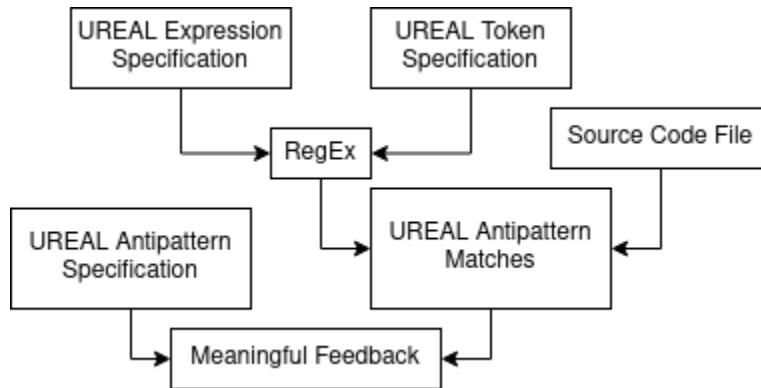 UREAL Expression
Specification
UREAL Token
Specification
Source Code File
RegEx
UREAL Antipattern
Specification
UREAL Antipattern
Matches
Meaningful Feedback